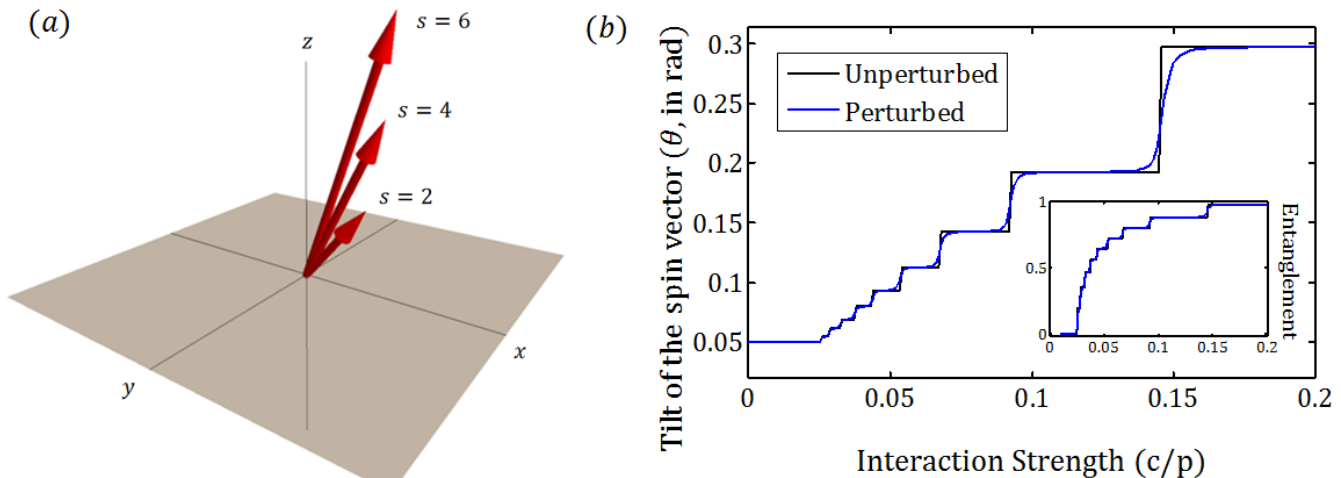 (a)
s = 6
z
s = 4
s = 2
x
y
(b)
Tilt of the spin vector (θ, in rad)
0.3
0.25
0.2
0.15
0.1
0.05
Unperturbed
Perturbed
1
0.5
0
0
0.05
0.1
0.15
0.2
Entanglement
0
0.05
0.1
0.15
0.2
Interaction Strength (c/p)